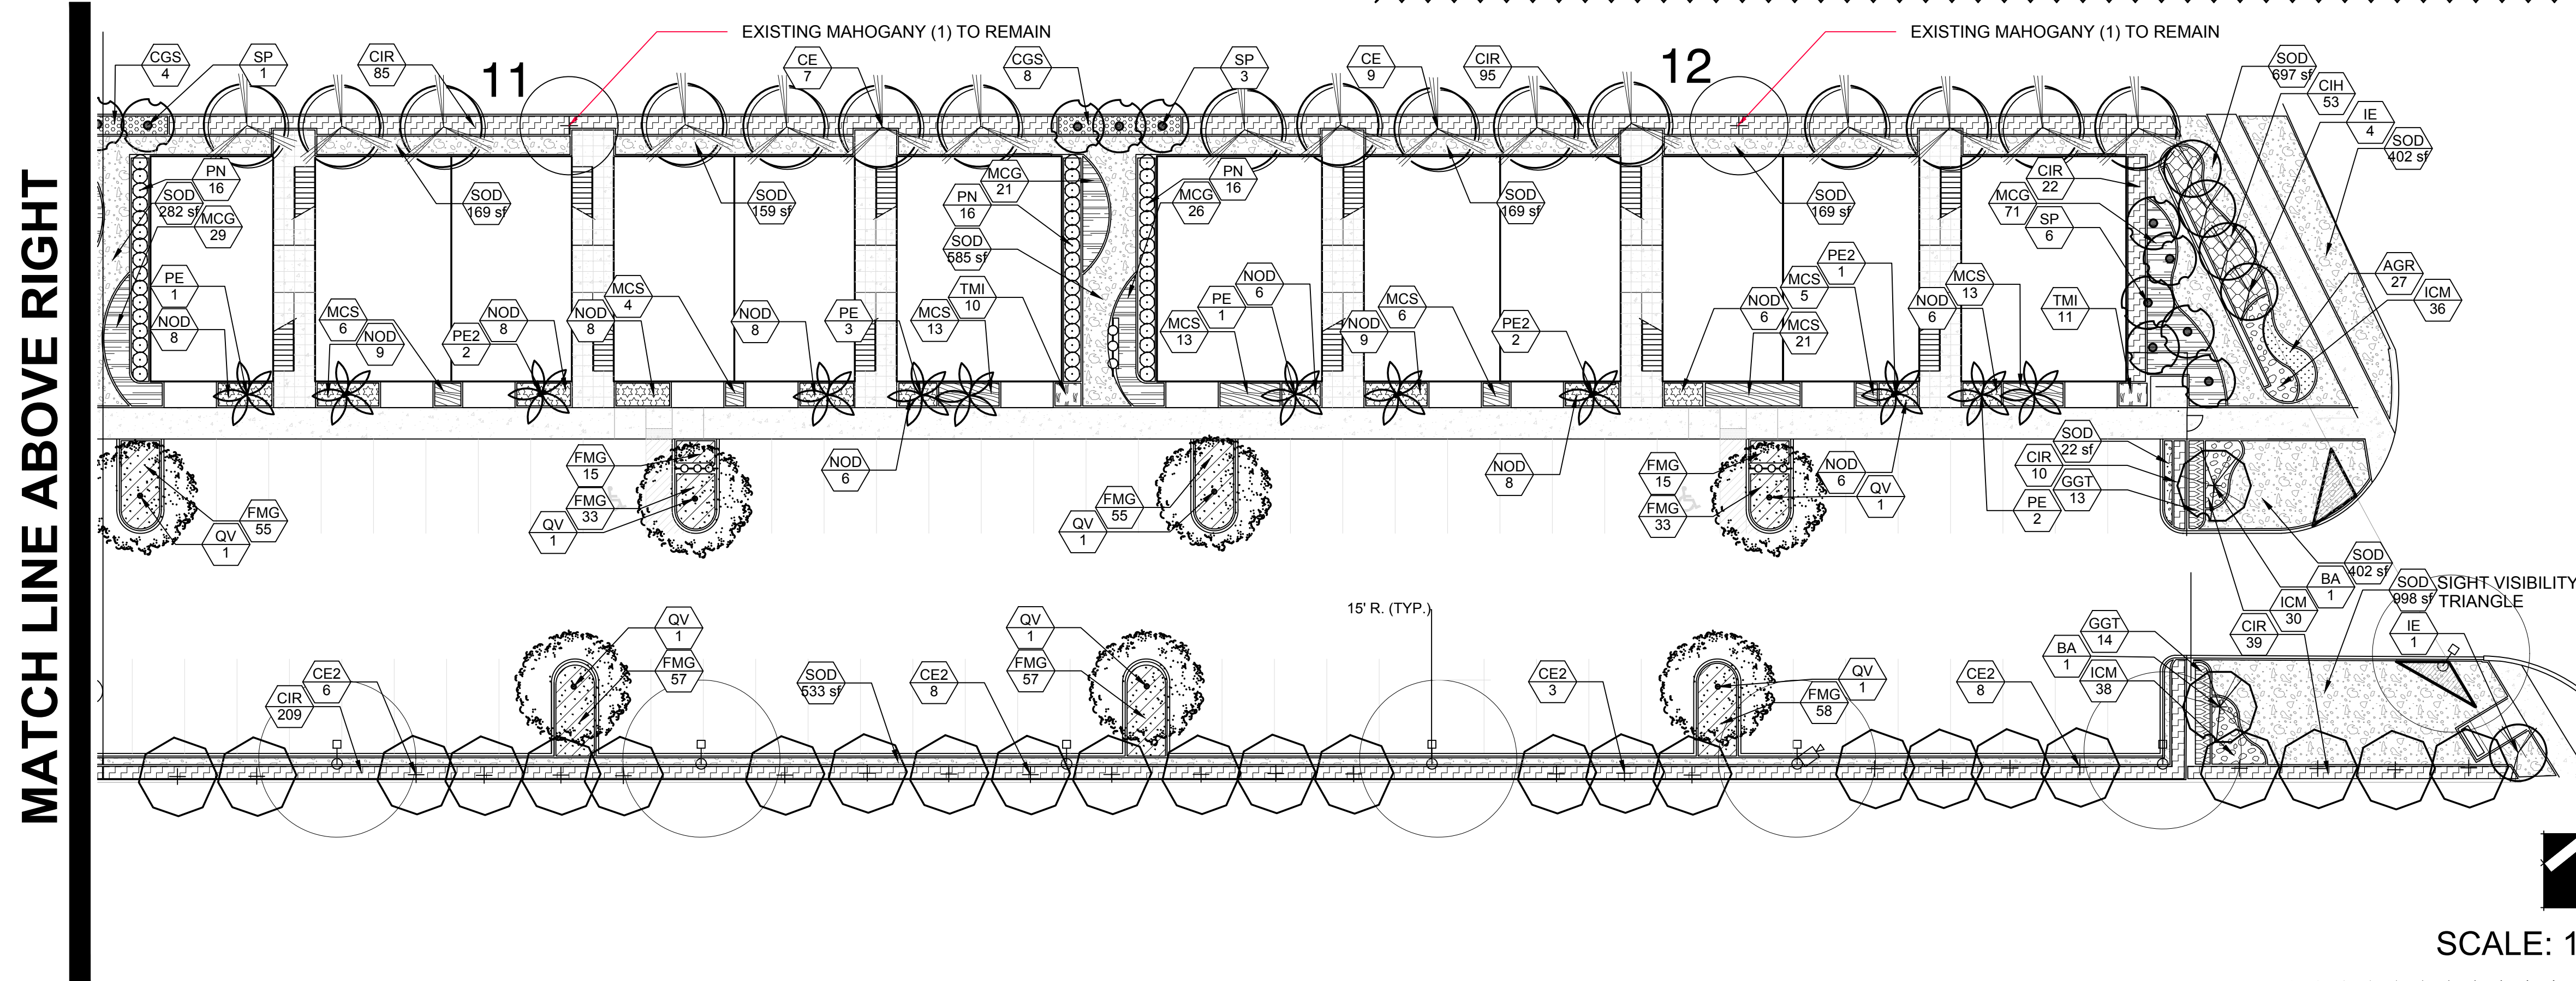 MATCH LINE ABOVE RIGHT
EXISTING MAHOGANY (1) TO REMAIN
EXISTING MAHOGANY (1) TO REMAIN
CGS
4
SP
1
CIR
85
11
CE
7
CGS
8
SP
3
CE
9
CIR
95
12
SOD
697 sf
CIH
53
IE
4
SOD
402 sf
PN
16
SOD
282 sf
MCG
29
SOD
169 sf
SOD
159 sf
MCG
21
PN
16
SOD
585 sf
PN
16
MCG
26
SOD
169 sf
SOD
169 sf
CIR
22
MCG
71
SP
6
PE
1
NOD
8
MCS
6
NOD
9
PE2
2
NOD
8
NOD
8
MCS
4
NOD
8
PE
3
MCS
13
TMI
10
MCS
13
PE
1
NOD
6
NOD
9
MCS
6
PE2
2
NOD
6
MCS
5
MCS
21
PE2
1
NOD
6
MCS
13
TMI
11
AGR
27
ICM
36
FMG
55
QV
1
FMG
15
FMG
33
QV
1
NOD
6
FMG
55
QV
1
NOD
8
FMG
15
FMG
33
NOD
6
QV
1
SOD
22 sf
CIR
10
GGT
13
PE
2
SOD
402 sf
BA
1
ICM
30
CIR
39
SOD
998 sf
SIGHT VISIBILITY
TRIANGLE
IE
1
15' R. (TYP.)
QV
1
FMG
57
QV
1
FMG
57
QV
1
FMG
58
CIR
209
CE2
6
SOD
533 sf
CE2
8
CE2
3
CE2
8
GGT
14
BA
1
ICM
38
SCALE: 1